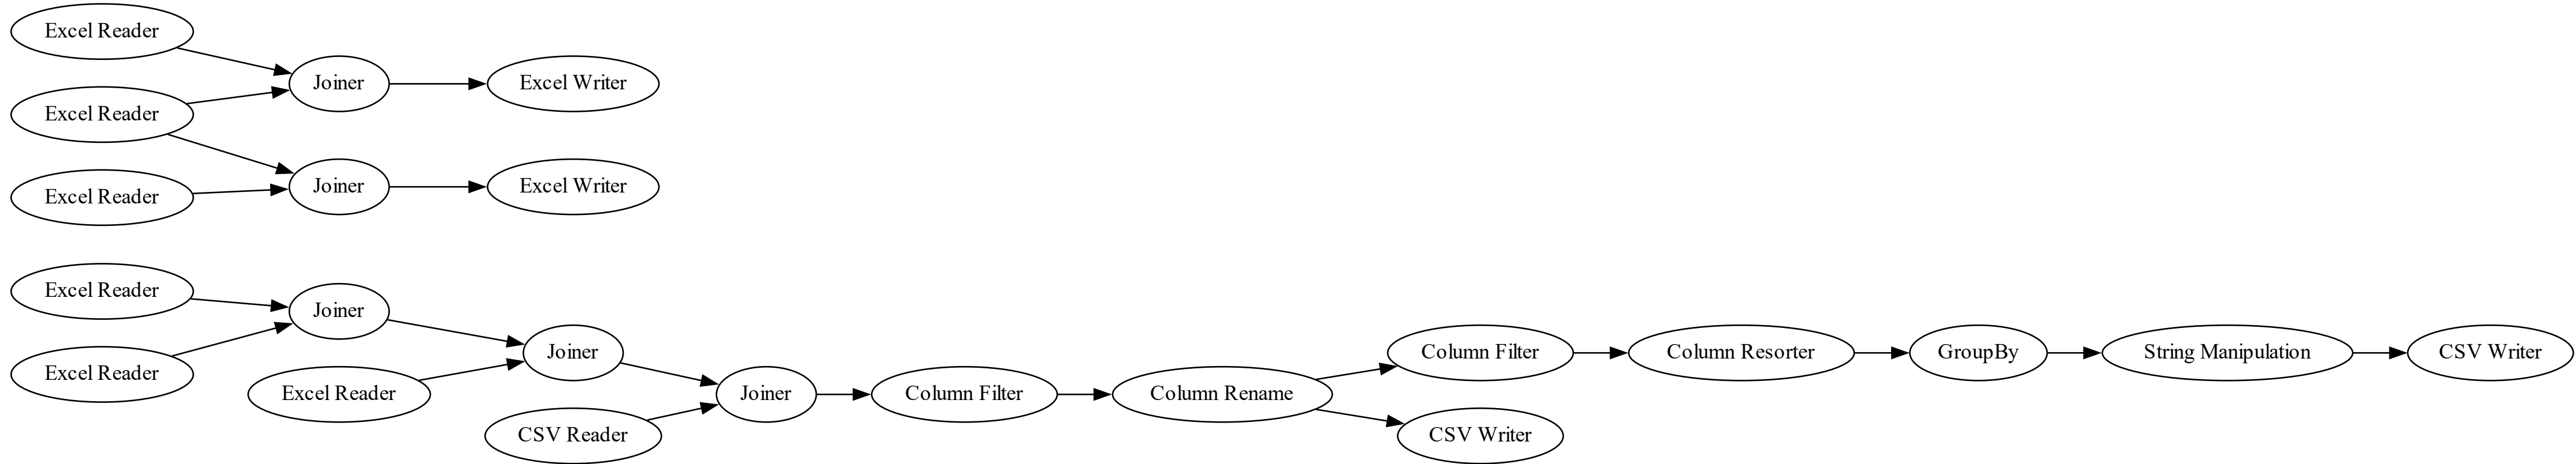 Excel Reader
Joiner
Excel Writer
Excel Reader
Joiner
Excel Writer
Excel Reader
Excel Reader
Joiner
Excel Reader
Joiner
Excel Reader
Joiner
CSV Reader
Column Filter
Column Rename
Column Filter
Column Resorter
GroupBy
String Manipulation
CSV Writer
CSV Writer